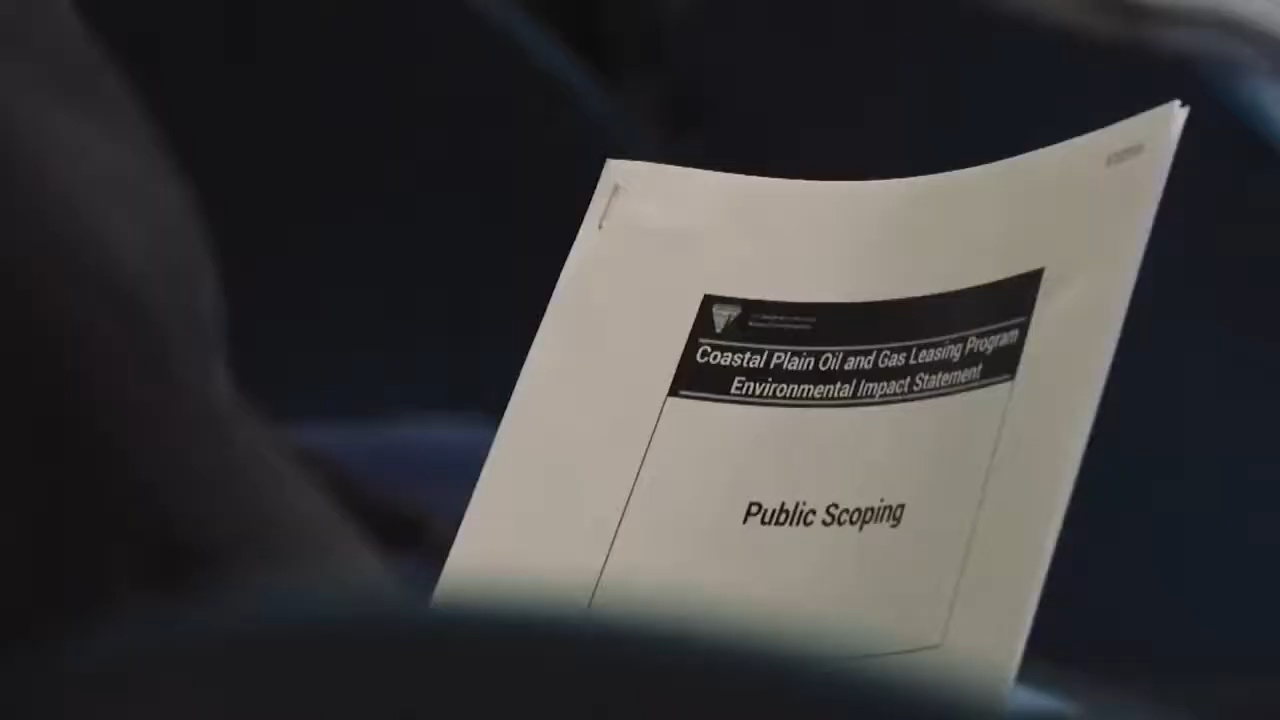 Coastal Plain Oil and Gas Leasing Program
Environmental Impact Statement
Public Scoping